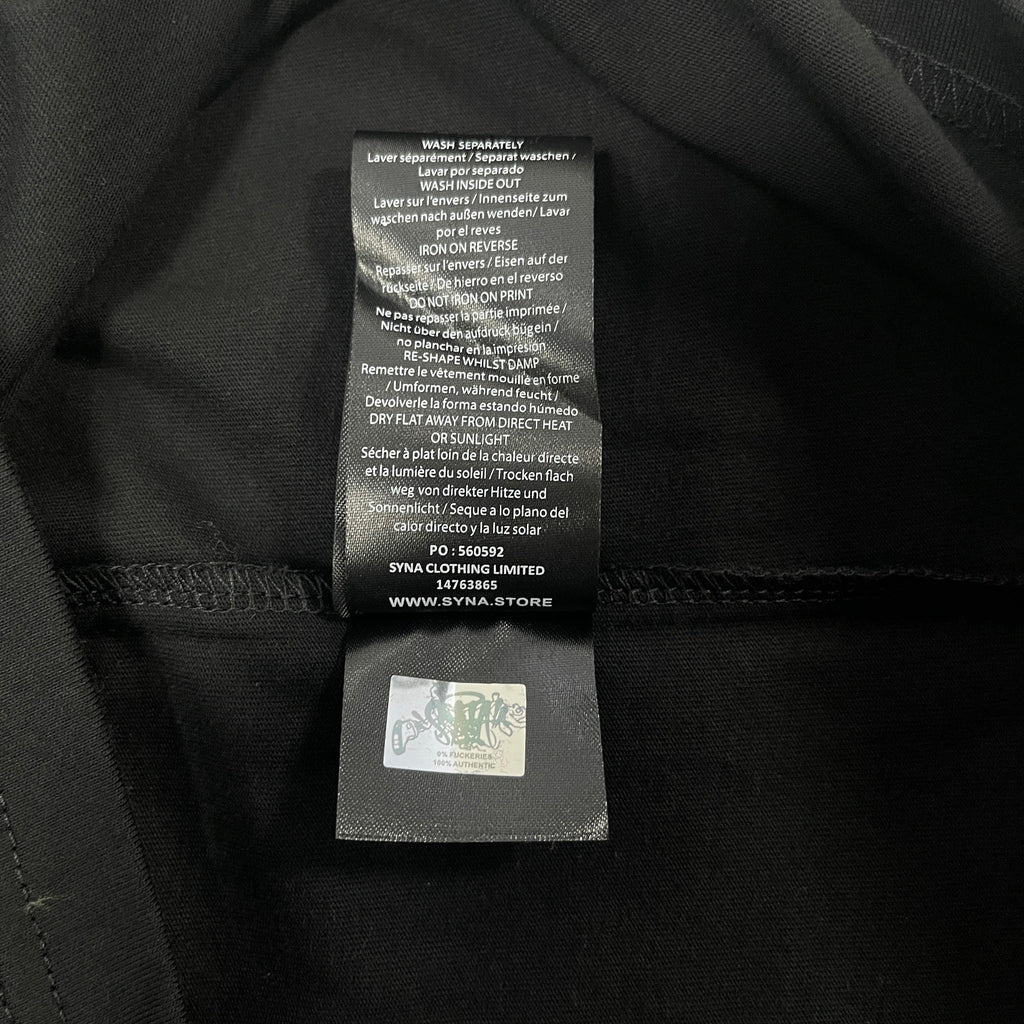 WASH SEPARATELY
Laver séparément / Separat waschen /
Lavar por separado
WASH INSIDE OUT
Laver sur l'envers / Innenseite zum
waschen nach außen wenden/ Lavar
por el reves
IRON ON REVERSE
Repasser sur l'envers / Eisen auf der
rückseite / De hierro en el reverso
DO NOT IRON ON PRINT
Ne pas repasser la partie imprimée /
Nicht über den aufdruck bügein /
no planchar en la impresión
RE-SHAPE WHILST DAMP
Remettre le vêtement mouillé en forme
/ Umformen, während feucht /
Devolverle la forma estando húmedo
DRY FLAT AWAY FROM DIRECT HEAT
OR SUNLIGHT
Sécher à plat loin de la chaleur directe
et la lumière du soleil / Trocken flach
weg von direkter Hitze und
Sonnenlicht / Seque a lo plano del
calor directo y la luz solar
PO : 560592
SYNA CLOTHING LIMITED
14763865
WWW.SYNA.STORE
0% FUCKERIES
100% AUTHENTIC